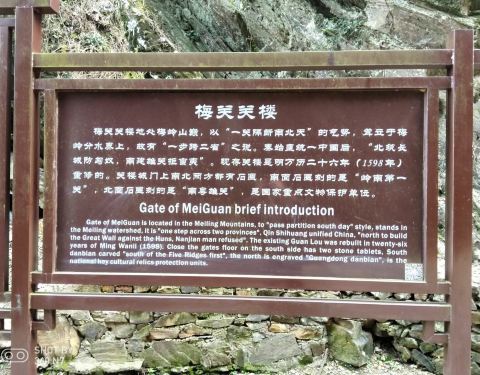 梅关关楼
梅关关楼地处梅岭山巅，以“一关隔断南北天”的气势，耸立于梅
岭分水岭上，故有“一步跨二省”之说。秦始皇统一中国后，“北筑长
城防匈奴，南 雄关拒 夷”。现存关楼是明万历二十六年（1598年）
重修的。关楼城门上南北两方都有石匾，南面石匾刻的是“岭南第一
关”，北面石匾刻的是“南粤雄关”，是国家重点文物保护单位。
Gate of MeiGuan brief introduction
Gate of MeiGuan is located in the Meiling Mountains, to "pass partition south day" style, stands in
the Meiling watershed, it is"one step across two provinces". Qin Shihuang unified China, "north to build
the Great Wall against the Huns, Nanjian man refused". The existing Guan Lou was rebuilt in twenty-six
years of Ming Wanli (1598). Close the gates floor on the south side has two stone tablets, South
danbian carved "south of the Five Ridges first", the north is engraved "Guangdong danbian", is the
national key cultural relics protection units.
SHOT ON